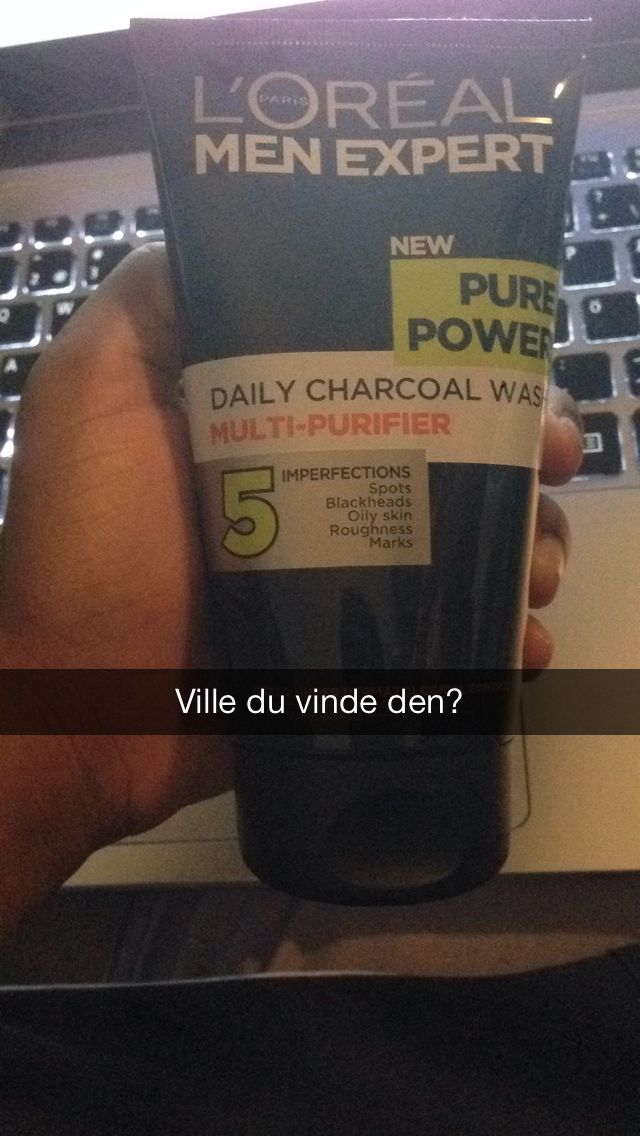 L'ORÉAL
PARIS
MEN EXPERT
NEW
PURE
POWER
DAILY CHARCOAL WAS
MULTI-PURIFIER
5 IMPERFECTIONS
Spots
Blackheads
Oily skin
Roughness
Marks
Ville du vinde den?